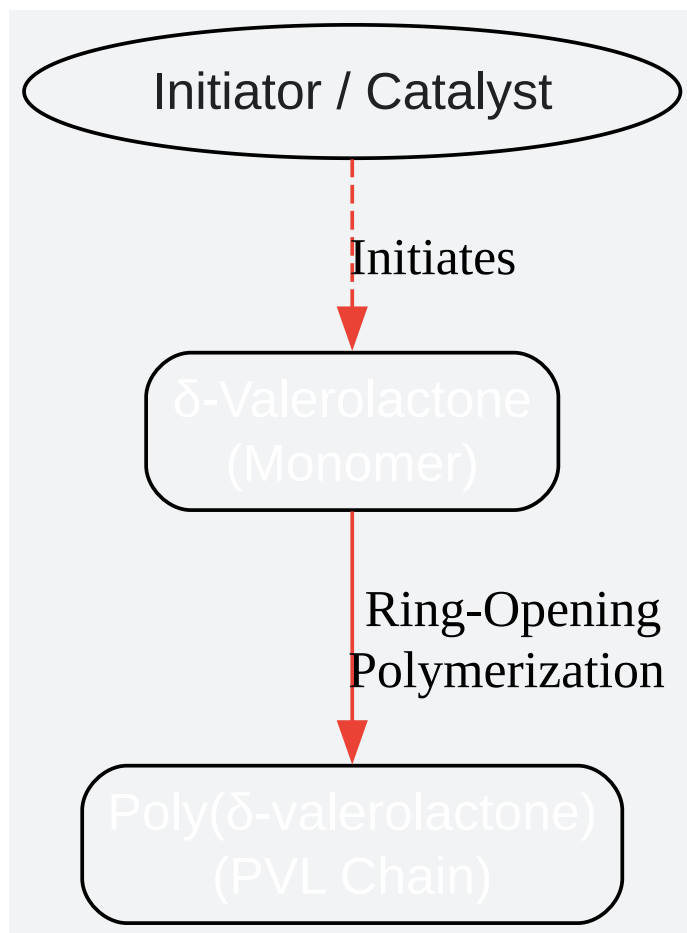 Initiator / Catalyst
Initiates
δ-Valerolactone
(Monomer)
Ring-Opening
Polymerization
Poly(δ-valerolactone)
(PVL Chain)